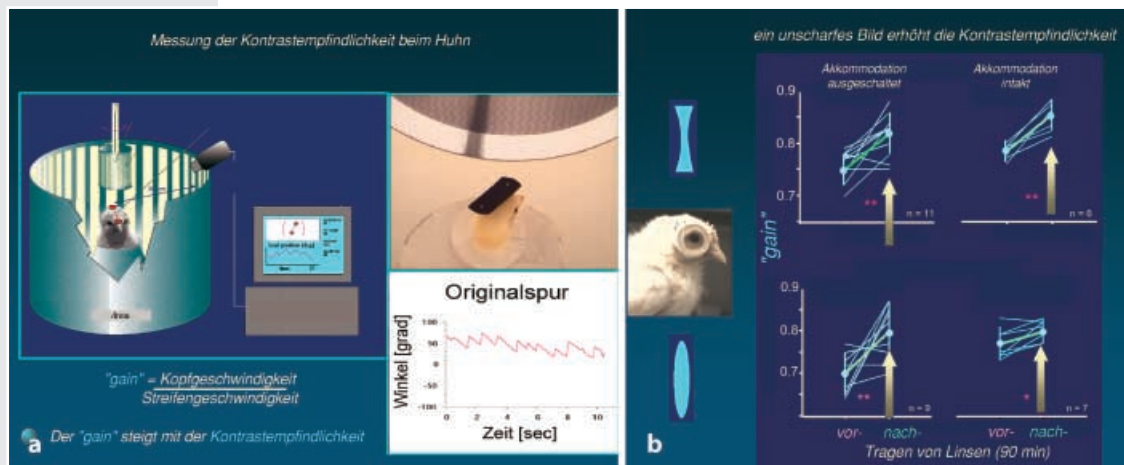 Messung der Kontrastempfindlichkeit beim Huhn
Originalspur
Winkel [grad]
100
50
0
-50
-100
0 2 4 6 8 10
Zeit [sec]
"gain" = Kopfgeschwindigkeit
Streifengeschwindigkeit
Der "gain" steigt mit der Kontrastempfindlichkeit
a
ein unscharfes Bild erhöht die Kontrastempfindlichkeit
Akkommodation
ausgeschaltet
Akkommodation
intakt
0.9
0.8
0.7
**
n = 11
**
"gain"
0.9
0.8
0.7
**
*
n = 7
vor- nach- vor- nach-
Tragen von Linsen (90 min)
b